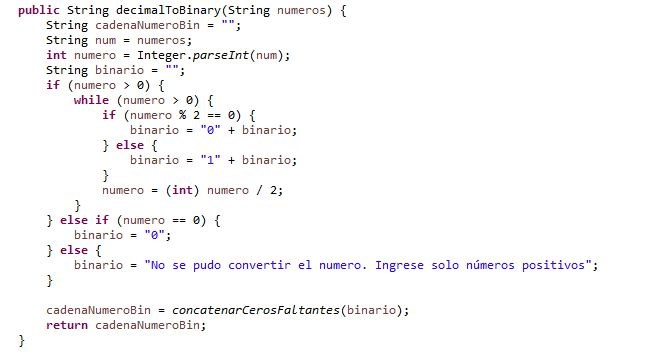 public String decimalToBinary(String numeros) {
    String cadenaNumeroBin = "";
    String num = numeros;
    int numero = Integer.parseInt(num);
    String binario = "";
    if (numero > 0) {
        while (numero > 0) {
            if (numero % 2 == 0) {
                binario = "0" + binario;
            } else {
                binario = "1" + binario;
            }
            numero = (int) numero / 2;
        }
    } else if (numero == 0) {
        binario = "0";
    } else {
        binario = "No se pudo convertir el numero. Ingrese solo números positivos";
    }

    cadenaNumeroBin = concatenarCerosFaltantes(binario);
    return cadenaNumeroBin;
}